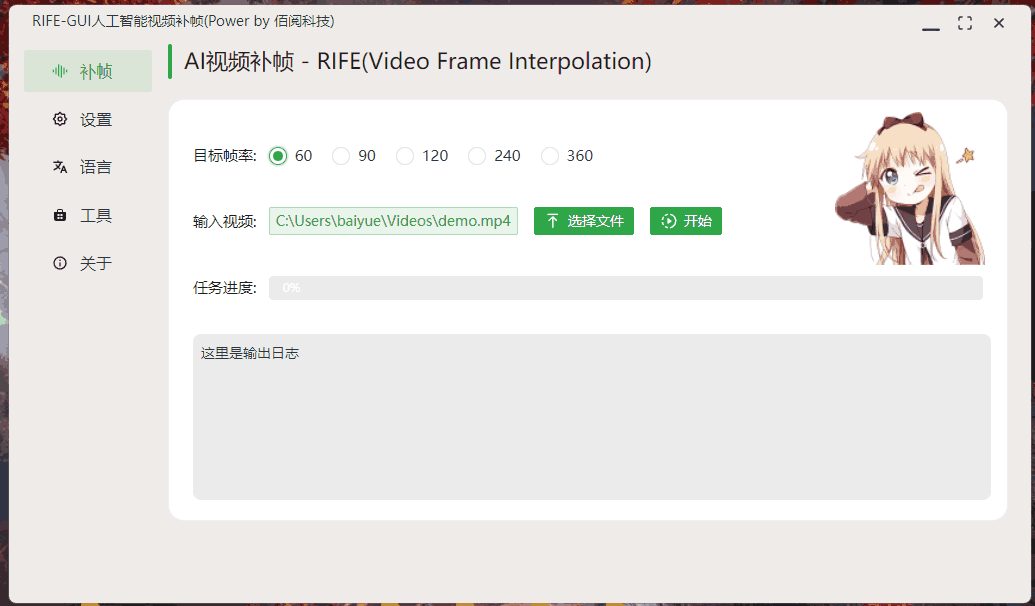 RIFE-GUI人工智能视频补帧(Power by 佰阅科技)
补帧
设置
语言
工具
关于
AI视频补帧 - RIFE(Video Frame Interpolation)
目标帧率: 60 90 120 240 360
输入视频: C:\Users\baiyue\Videos\demo.mp4 选择文件 开始
任务进度: 0%
这里是输出日志